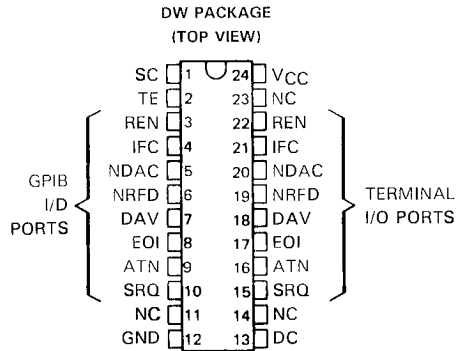 DW PACKAGE
(TOP VIEW)
SC 1 24 VCC
TE 2 23 NC
REN 3 22 REN
IFC 4 21 IFC
NDAC 5 20 NDAC
NRFD 6 19 NRFD
DAV 7 18 DAV
EOI 8 17 EOI
ATN 9 16 ATN
SRQ 10 15 SRQ
NC 11 14 NC
GND 12 13 DC
GPIB
I/D
PORTS
TERMINAL
I/O PORTS